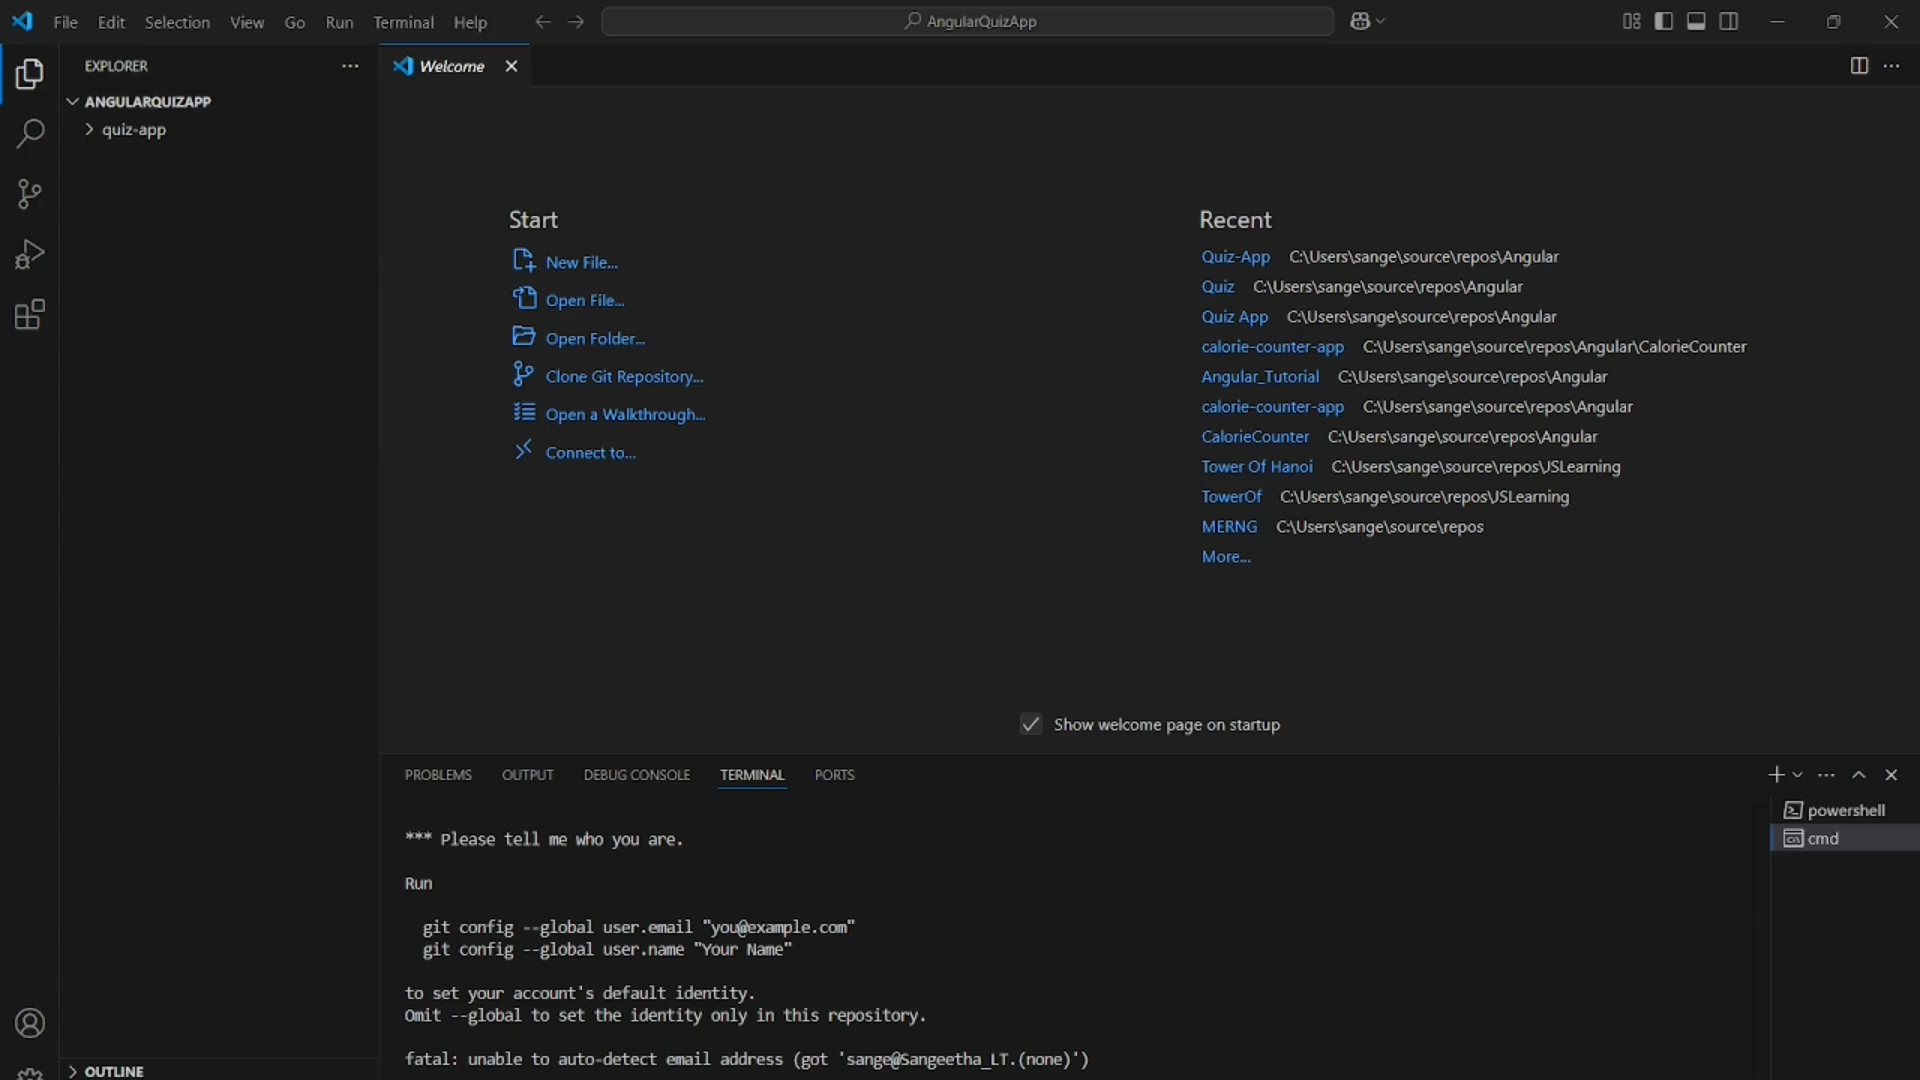 File Edit Selection View Go Run Terminal Help
AngularQuizApp
EXPLORER
ANGULARQUIZAPP
quiz-app
OUTLINE
Welcome
Start
New File...
Open File...
Open Folder...
Clone Git Repository...
Open a Walkthrough...
Connect to...
Recent
Quiz-App C:\Users\sange\source\repos\Angular
Quiz C:\Users\sange\source\repos\Angular
Quiz App C:\Users\sange\source\repos\Angular
calorie-counter-app C:\Users\sange\source\repos\Angular\CalorieCounter
Angular_Tutorial C:\Users\sange\source\repos\Angular
calorie-counter-app C:\Users\sange\source\repos\Angular
CalorieCounter C:\Users\sange\source\repos\Angular
Tower Of Hanoi C:\Users\sange\source\repos\JSLearning
TowerOf C:\Users\sange\source\repos\JSLearning
MERNG C:\Users\sange\source\repos
More...
Show welcome page on startup
PROBLEMS OUTPUT DEBUG CONSOLE TERMINAL PORTS
*** Please tell me who you are.
Run
git config --global user.email "you@example.com"
git config --global user.name "Your Name"
to set your account's default identity.
Omit --global to set the identity only in this repository.
fatal: unable to auto-detect email address (got 'sange@Sangeetha_LT.(none)')
powershell
cmd